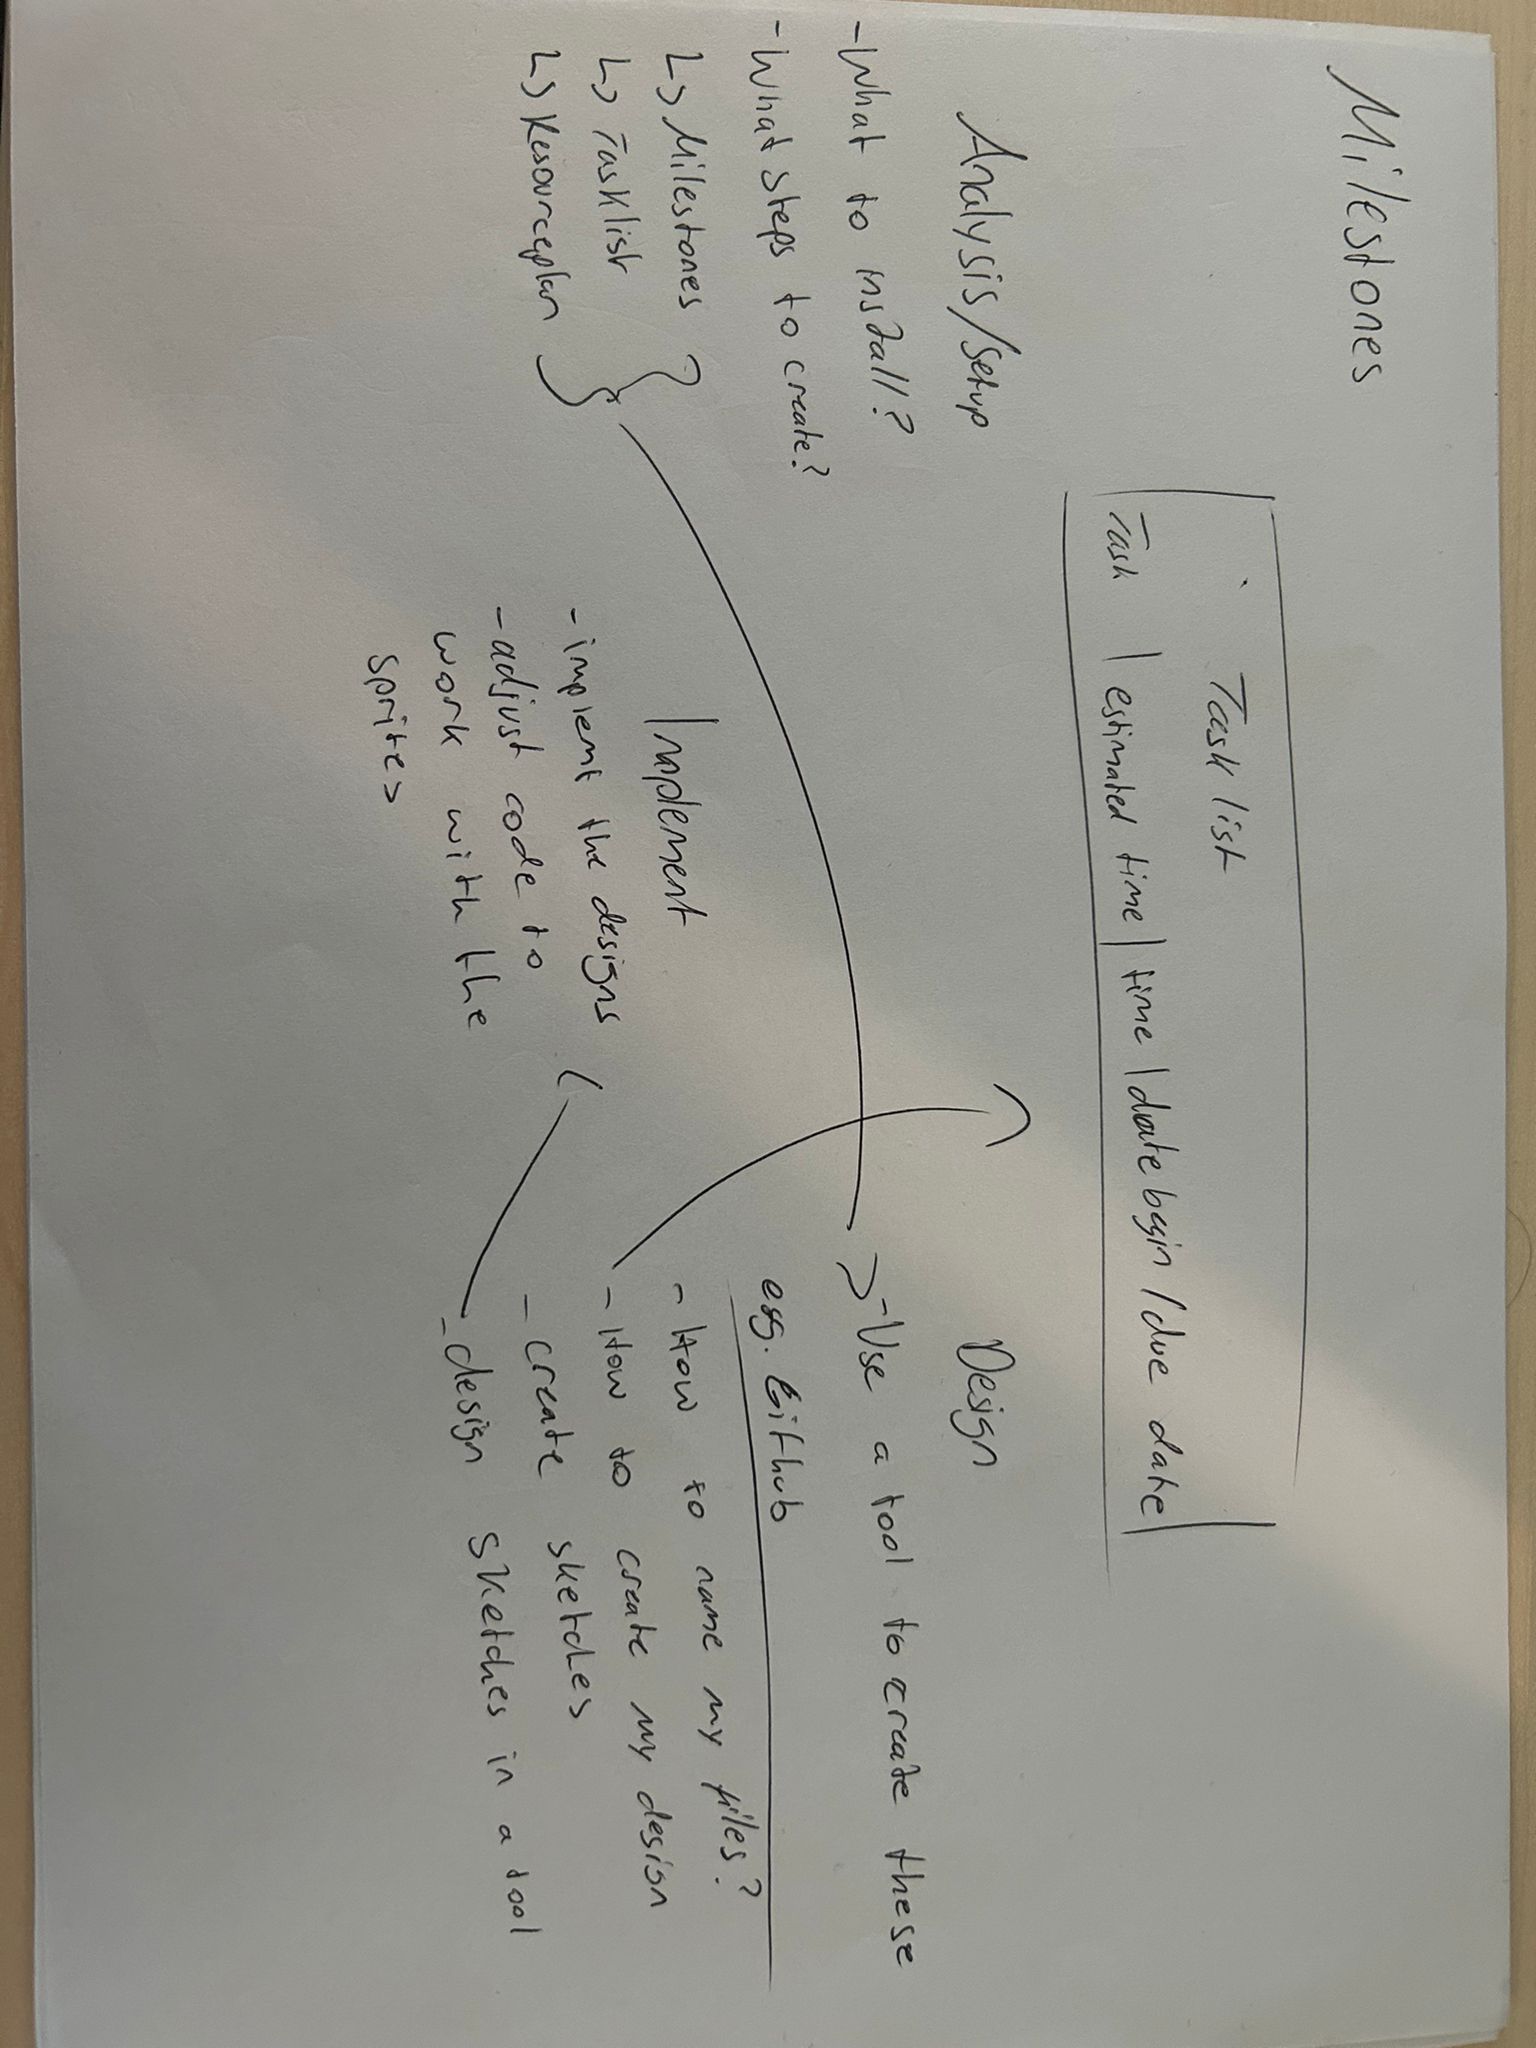 Milestones
Task list
Task | estimated time | time | date begin / due date |
Analysis/Setup
- What to install?
- What steps to create?
↳ Milestones
↳ Tasklist
↳ Resourceplan
Implement
- implemt the designs
- adjust code to
work with the
sprites
Design
- Use a tool to create these
eg. Github
- How to name my files?
- How to create my design
- create sketches
- design sketches in a tool